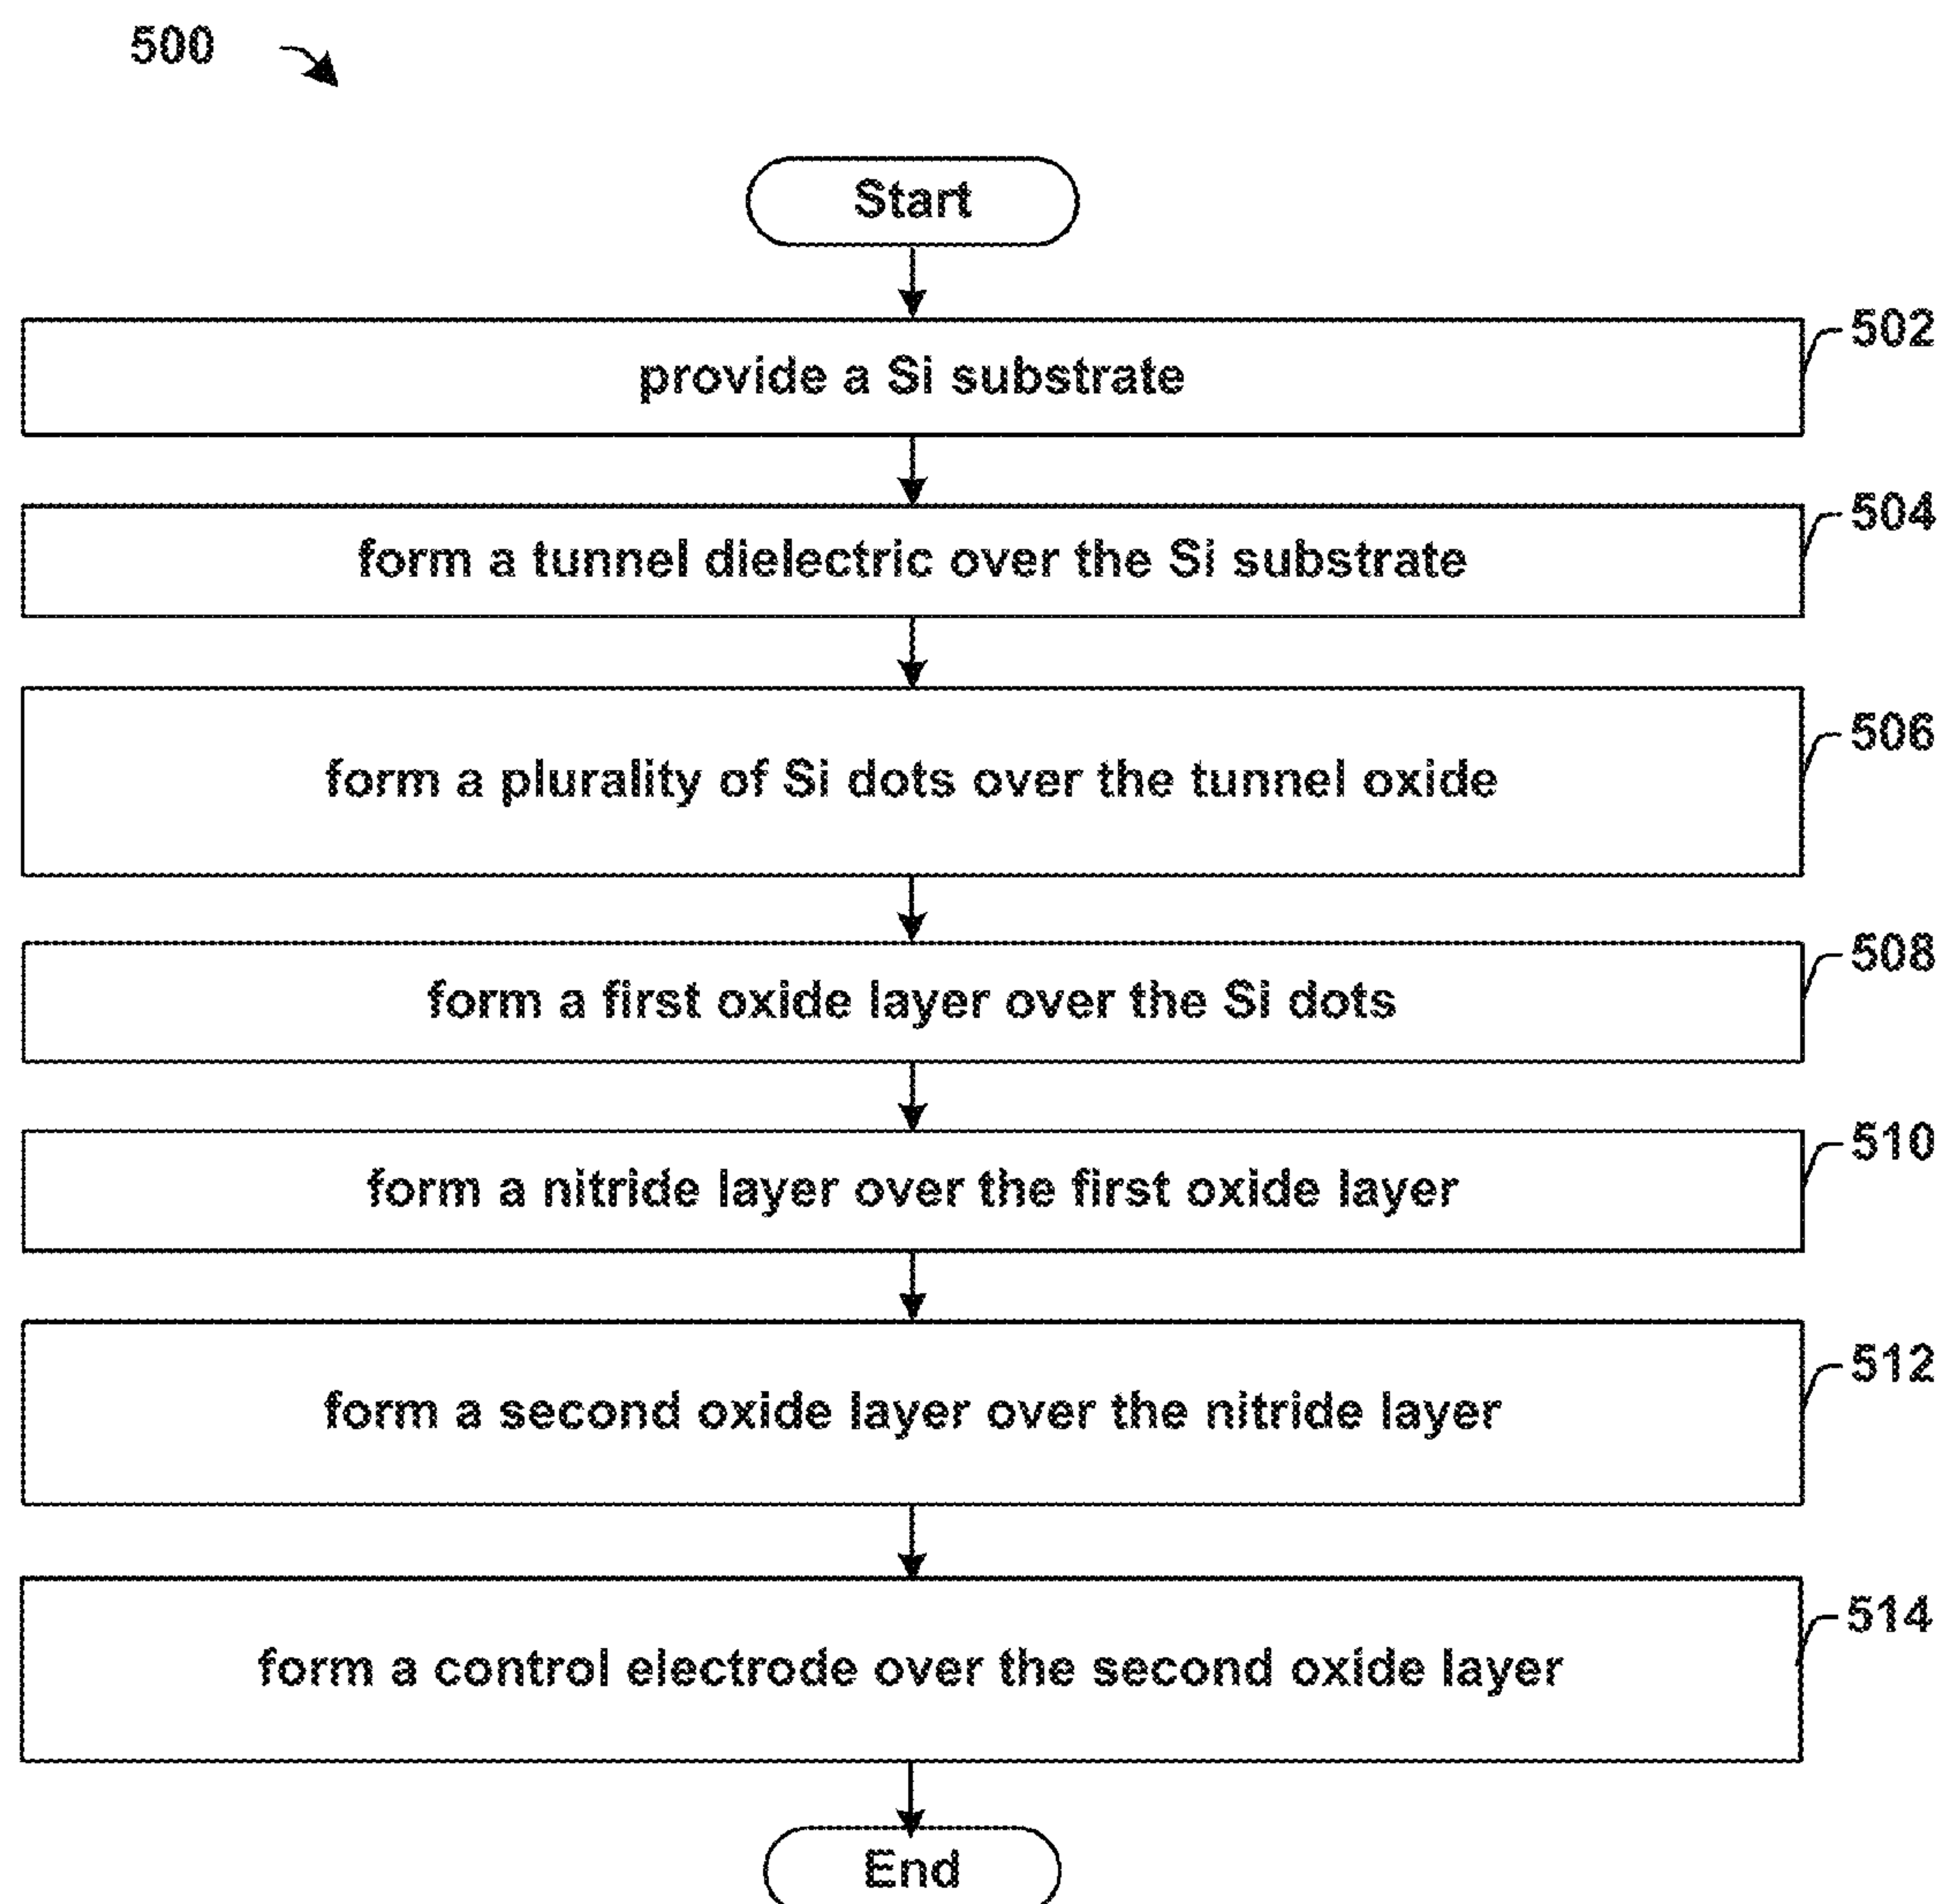 500
Start
provide a Si substrate
502
form a tunnel dielectric over the Si substrate
504
form a plurality of Si dots over the tunnel oxide
506
form a first oxide layer over the Si dots
508
form a nitride layer over the first oxide layer
510
form a second oxide layer over the nitride layer
512
form a control electrode over the second oxide layer
514
End